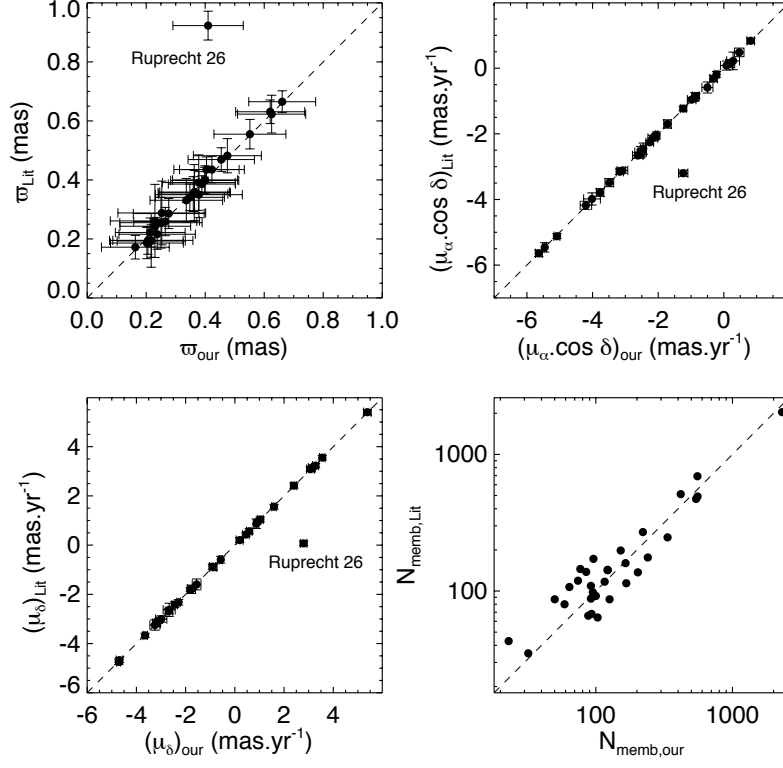 1.0
0.8
0.6
0.4
0.2
0.0
ϖLit (mas)
Ruprecht 26
0.0 0.2 0.4 0.6 0.8 1.0
ϖour (mas)
0
-2
-4
-6
(μα.cos δ)Lit (mas.yr-1)
Ruprecht 26
-6 -4 -2 0
(μα.cos δ)our (mas.yr-1)
4
2
0
-2
-4
-6
(μδ)Lit (mas.yr-1)
Ruprecht 26
-6 -4 -2 0 2 4
(μδ)our (mas.yr-1)
1000
100
Nmemb,Lit
100 1000
Nmemb,our